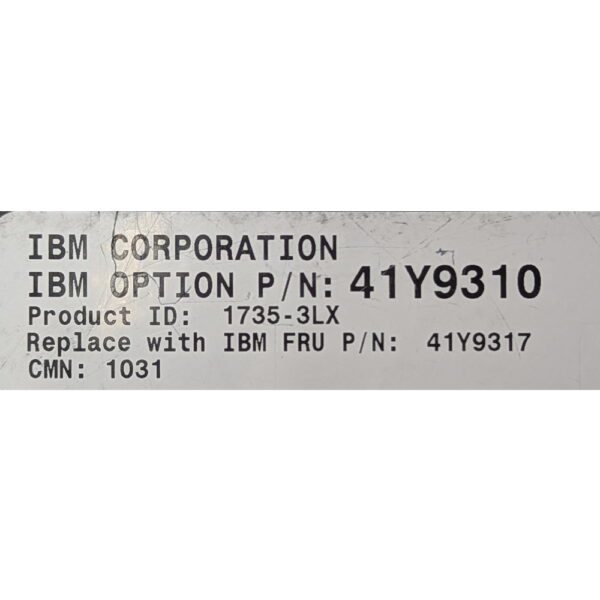 IBM CORPORATION
IBM OPTION P/N: 41Y9310
Product ID: 1735-3LX
Replace with IBM FRU P/N: 41Y9317
CMN: 1031